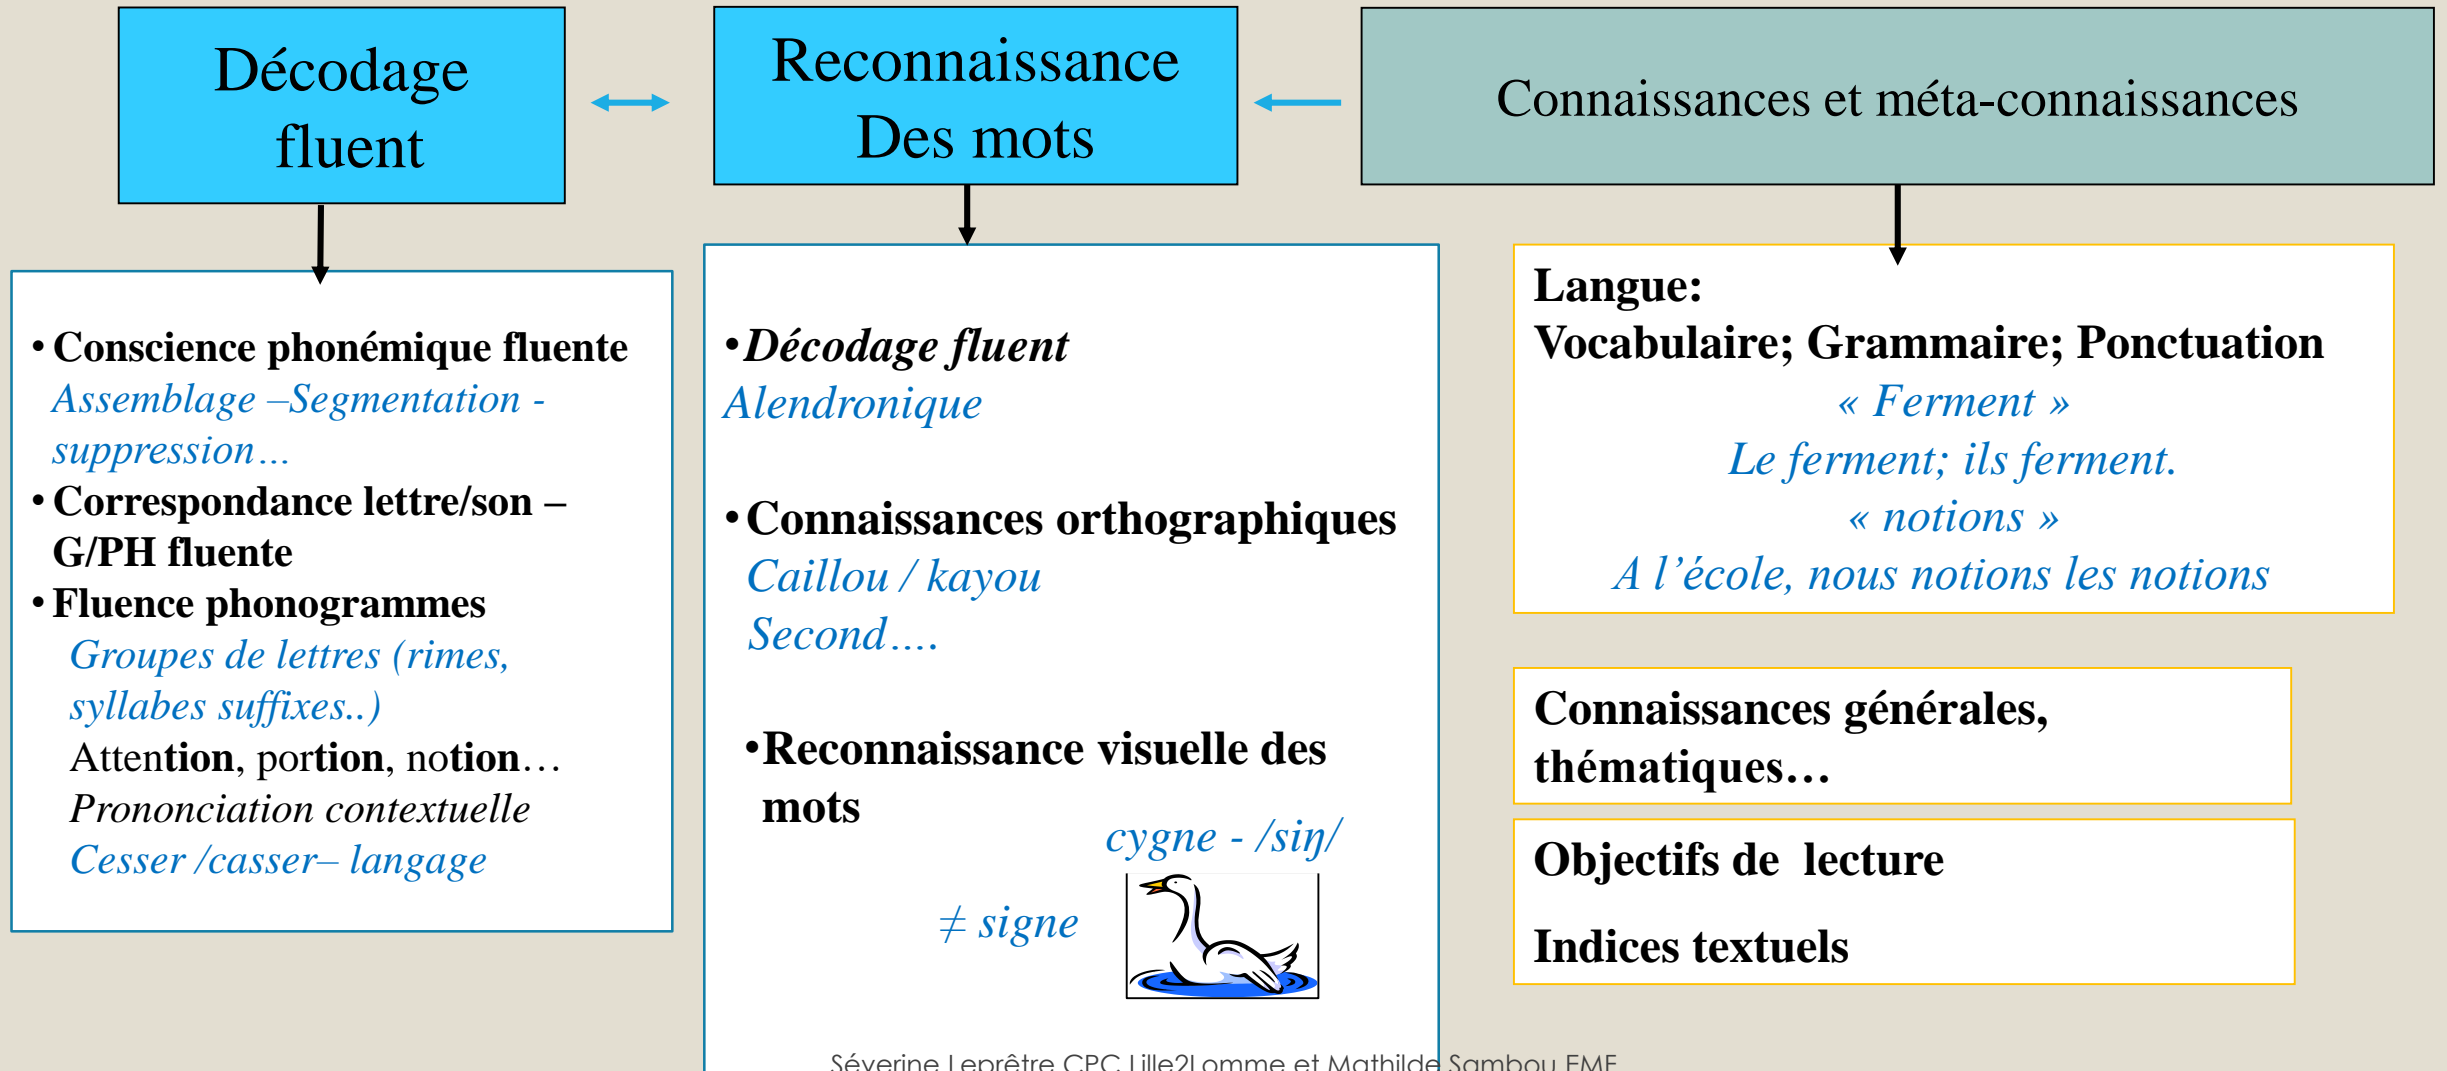 Décodage
fluent
Reconnaissance
Des mots
Connaissances et méta-connaissances
•Conscience phonémique fluente
Assemblage –Segmentation -
suppression…
•Correspondance lettre/son –
G/PH fluente
•Fluence phonogrammes
Groupes de lettres (rimes,
syllabes suffixes..)
Attention, portion, notion…
Prononciation contextuelle
Cesser /casser– langage
•Décodage fluent
Alendronique
•Connaissances orthographiques
Caillou / kayou
Second….
•Reconnaissance visuelle des
mots
cygne - /siŋ/
≠ signe
Langue:
Vocabulaire; Grammaire; Ponctuation
« Ferment »
Le ferment; ils ferment.
« notions »
A l’école, nous notions les notions
Connaissances générales,
thématiques…
Objectifs de lecture
Indices textuels
Séverine Leprêtre CPC Lille2Lomme et Mathilde Sambou EMF